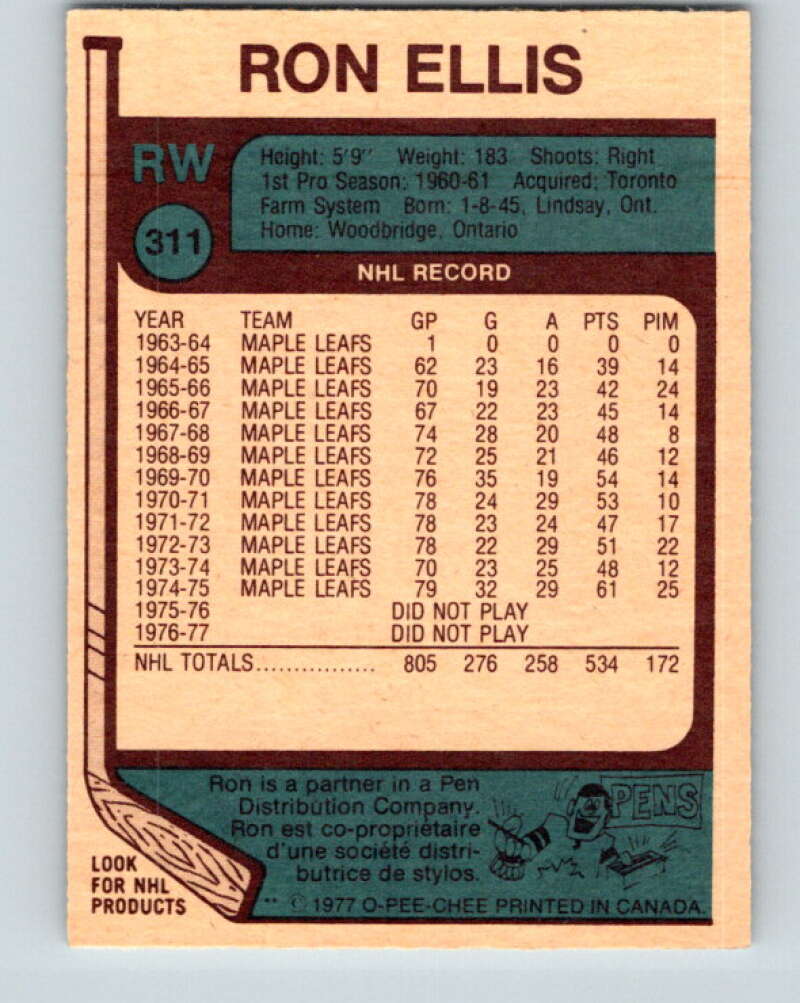 RON ELLIS
RW
311
Height: 5'9" Weight: 183 Shoots: Right
1st Pro Season: 1960-61 Acquired: Toronto
Farm System Born: 1-8-45, Lindsay, Ont.
Home: Woodbridge, Ontario
NHL RECORD
YEAR TEAM GP G A PTS PIM
1963-64 MAPLE LEAFS 1 0 0 0 0
1964-65 MAPLE LEAFS 62 23 16 39 14
1965-66 MAPLE LEAFS 70 19 23 42 24
1966-67 MAPLE LEAFS 67 22 23 45 14
1967-68 MAPLE LEAFS 74 28 20 48 8
1968-69 MAPLE LEAFS 72 25 21 46 12
1969-70 MAPLE LEAFS 76 35 19 54 14
1970-71 MAPLE LEAFS 78 24 29 53 10
1971-72 MAPLE LEAFS 78 23 24 47 17
1972-73 MAPLE LEAFS 78 22 29 51 22
1973-74 MAPLE LEAFS 70 23 25 48 12
1974-75 MAPLE LEAFS 79 32 29 61 25
1975-76 DID NOT PLAY
1976-77 DID NOT PLAY
NHL TOTALS................ 805 276 258 534 172
Ron is a partner in a Pen
Distribution Company.
Ron est co-propriétaire
d'une société distri-
butrice de stylos.
PENS
LOOK
FOR NHL
PRODUCTS
** © 1977 O-PEE-CHEE PRINTED IN CANADA.